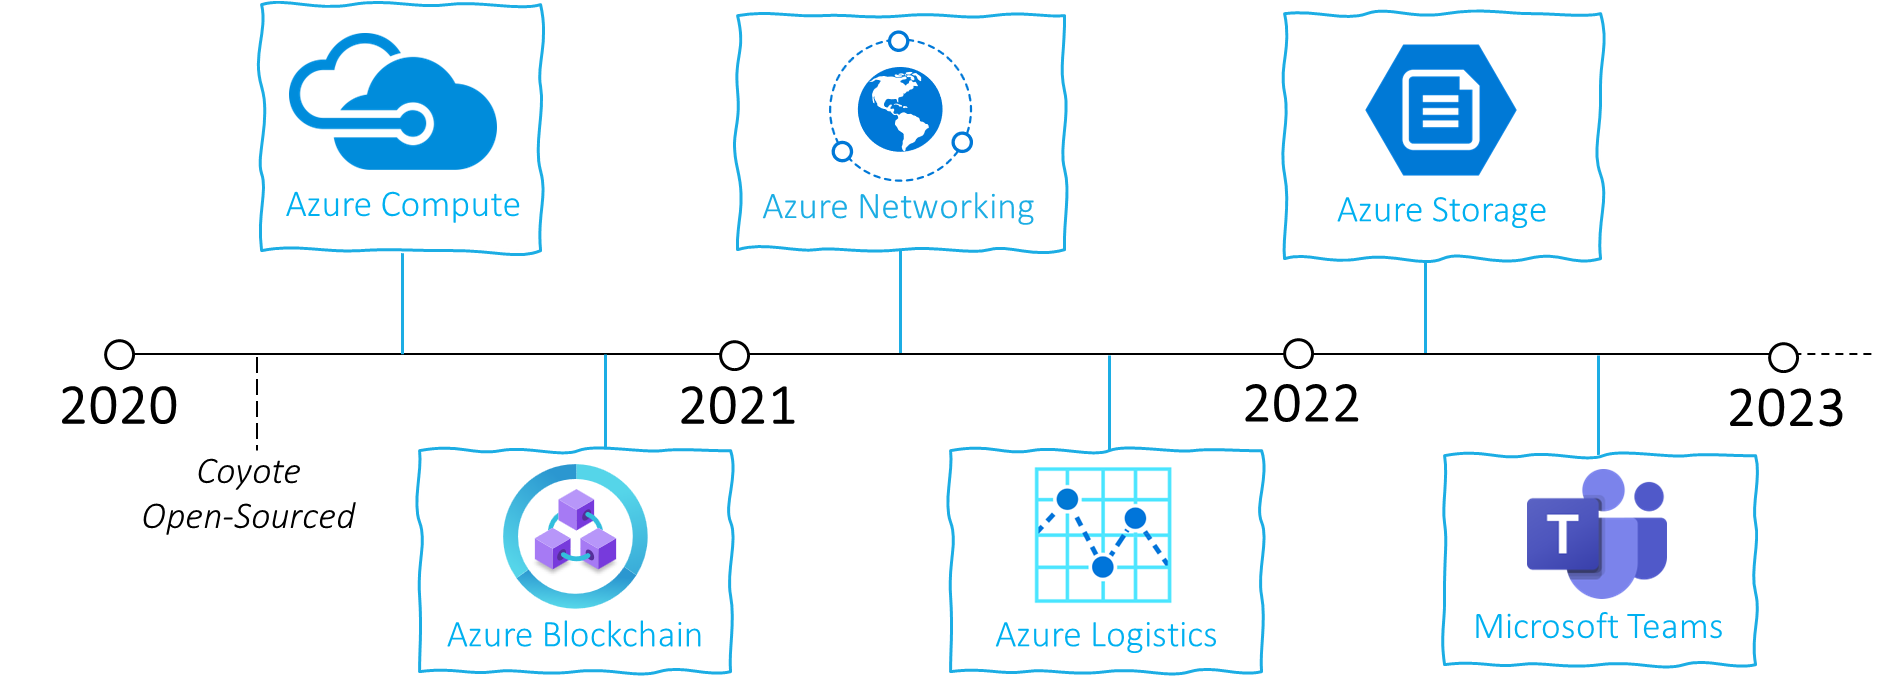 Azure Compute
Azure Networking
Azure Storage
2020
2021
2022
2023
Coyote
Open-Sourced
Azure Blockchain
Azure Logistics
T
Microsoft Teams